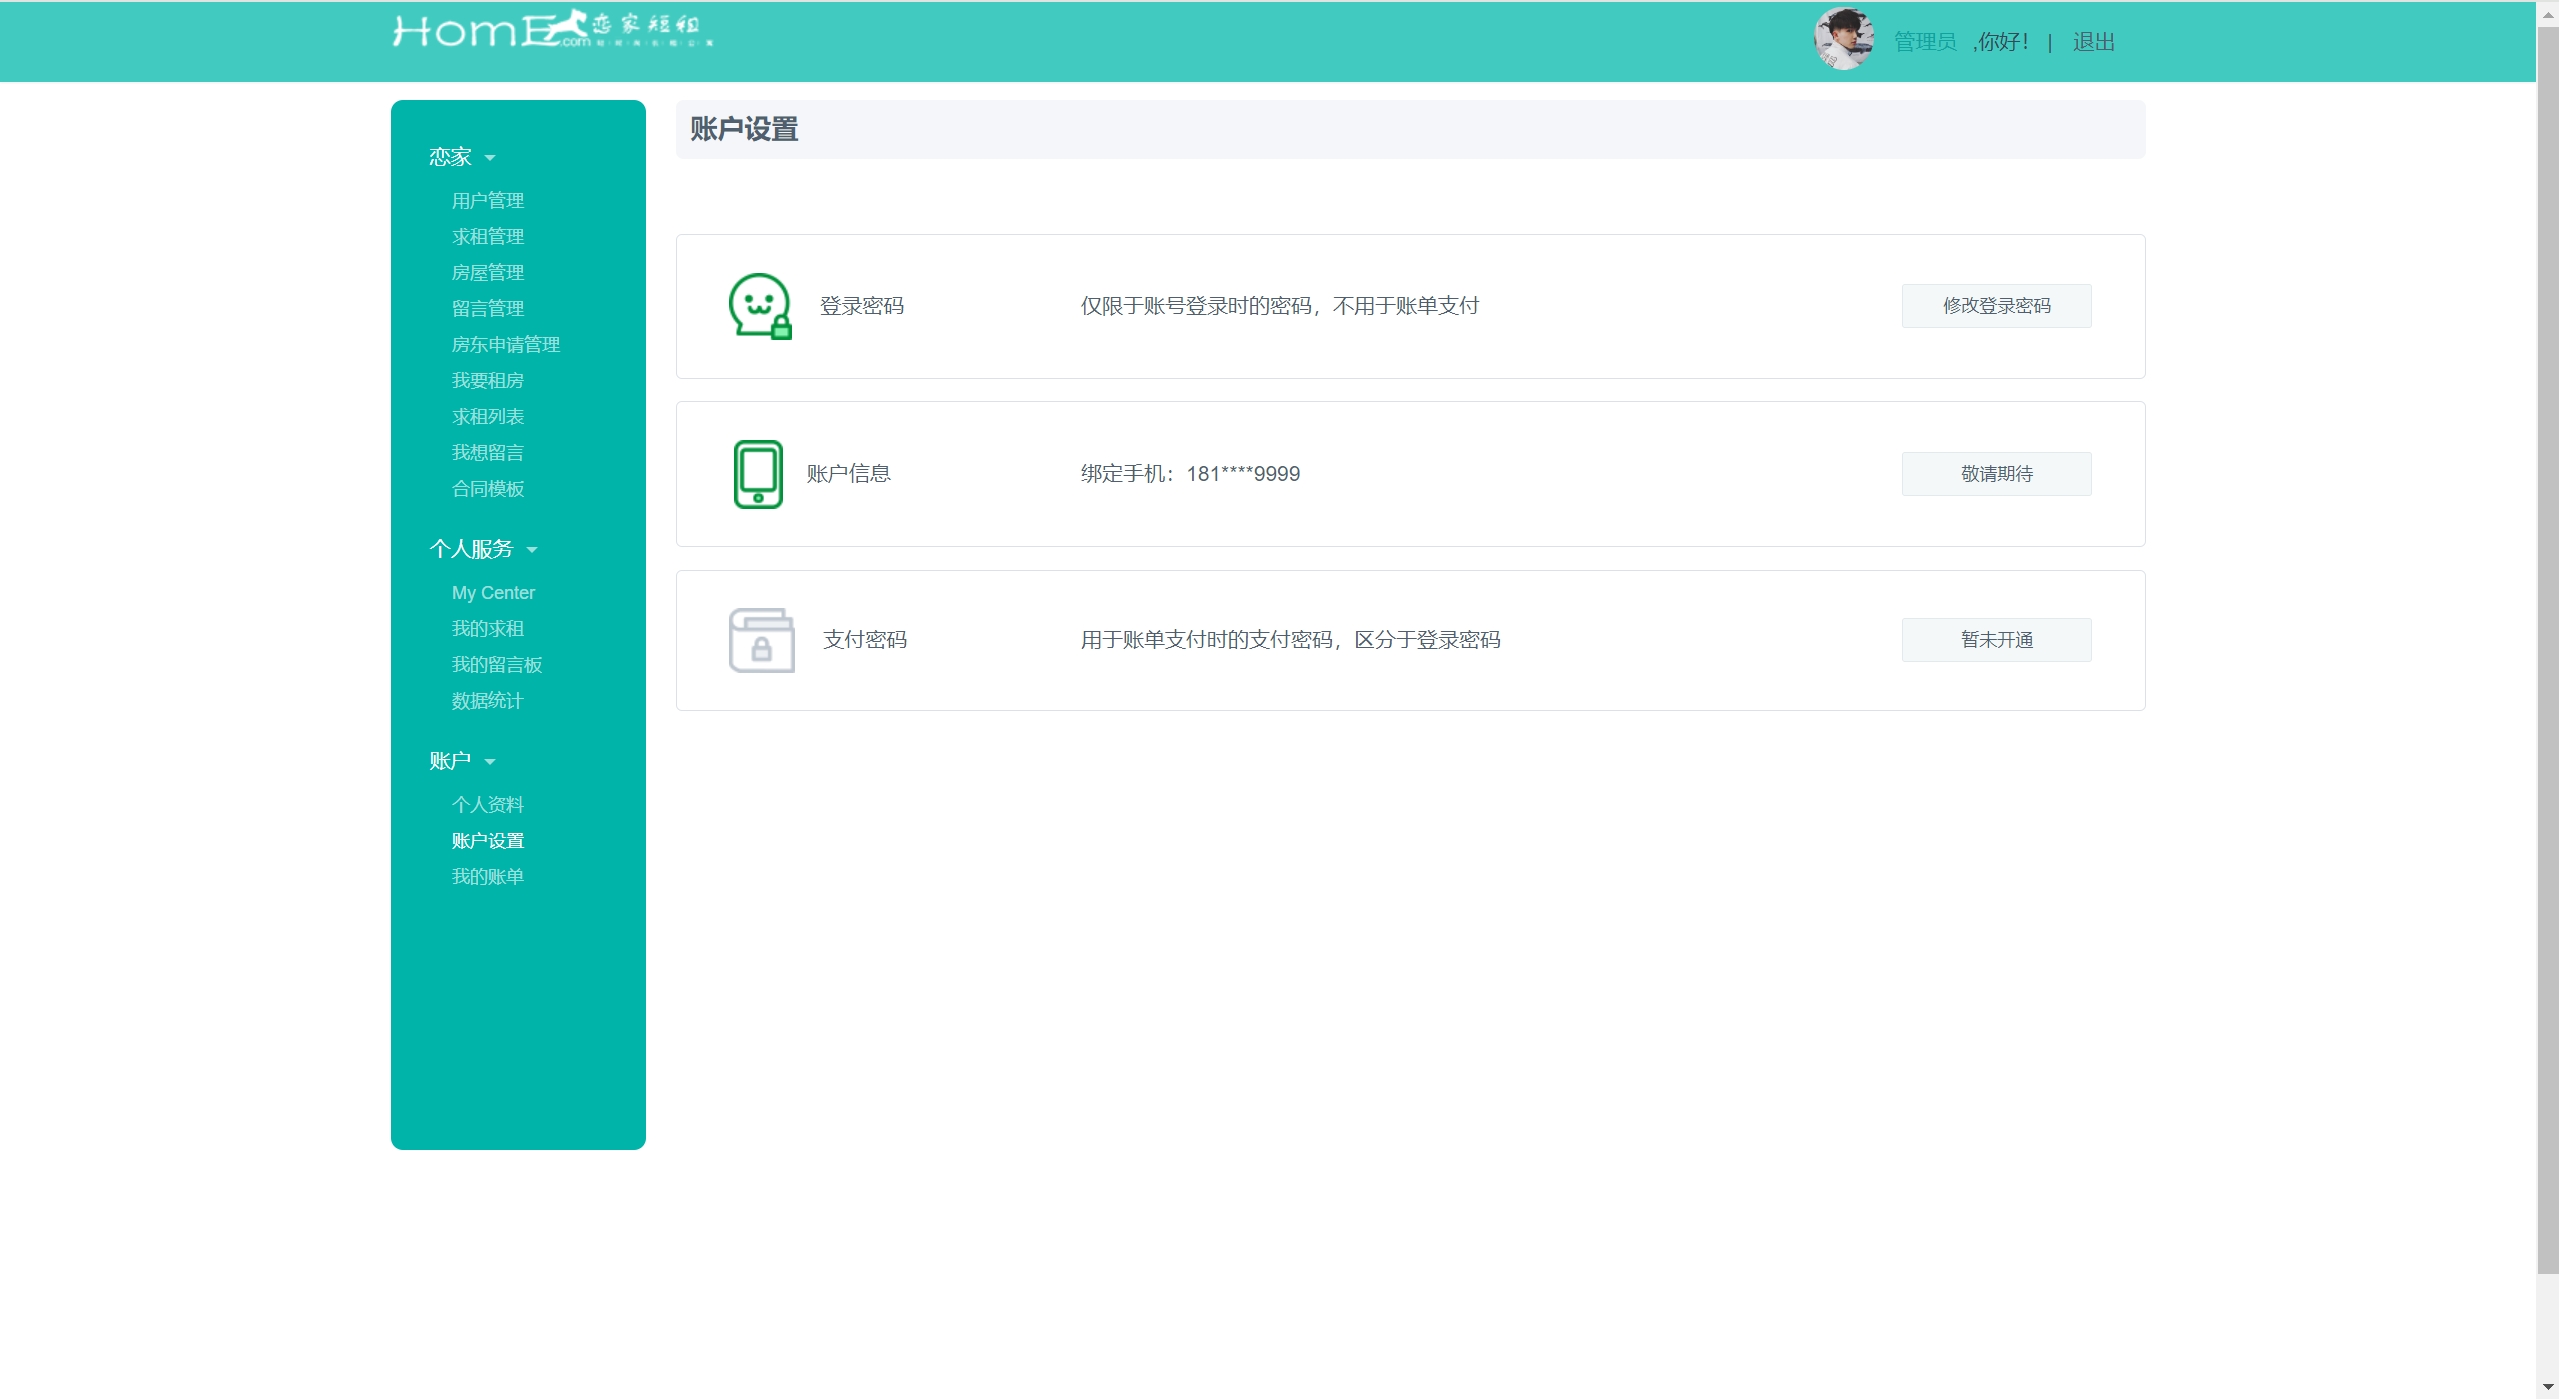 HomE.com 恋家短租
管理员 ,你好! | 退出
恋家
用户管理
求租管理
房屋管理
留言管理
房东申请管理
我要租房
求租列表
我想留言
合同模板
个人服务
My Center
我的求租
我的留言板
数据统计
账户
个人资料
账户设置
我的账单
账户设置
登录密码 仅限于账号登录时的密码，不用于账单支付 修改登录密码
账户信息 绑定手机：181****9999 敬请期待
支付密码 用于账单支付时的支付密码，区分于登录密码 暂未开通